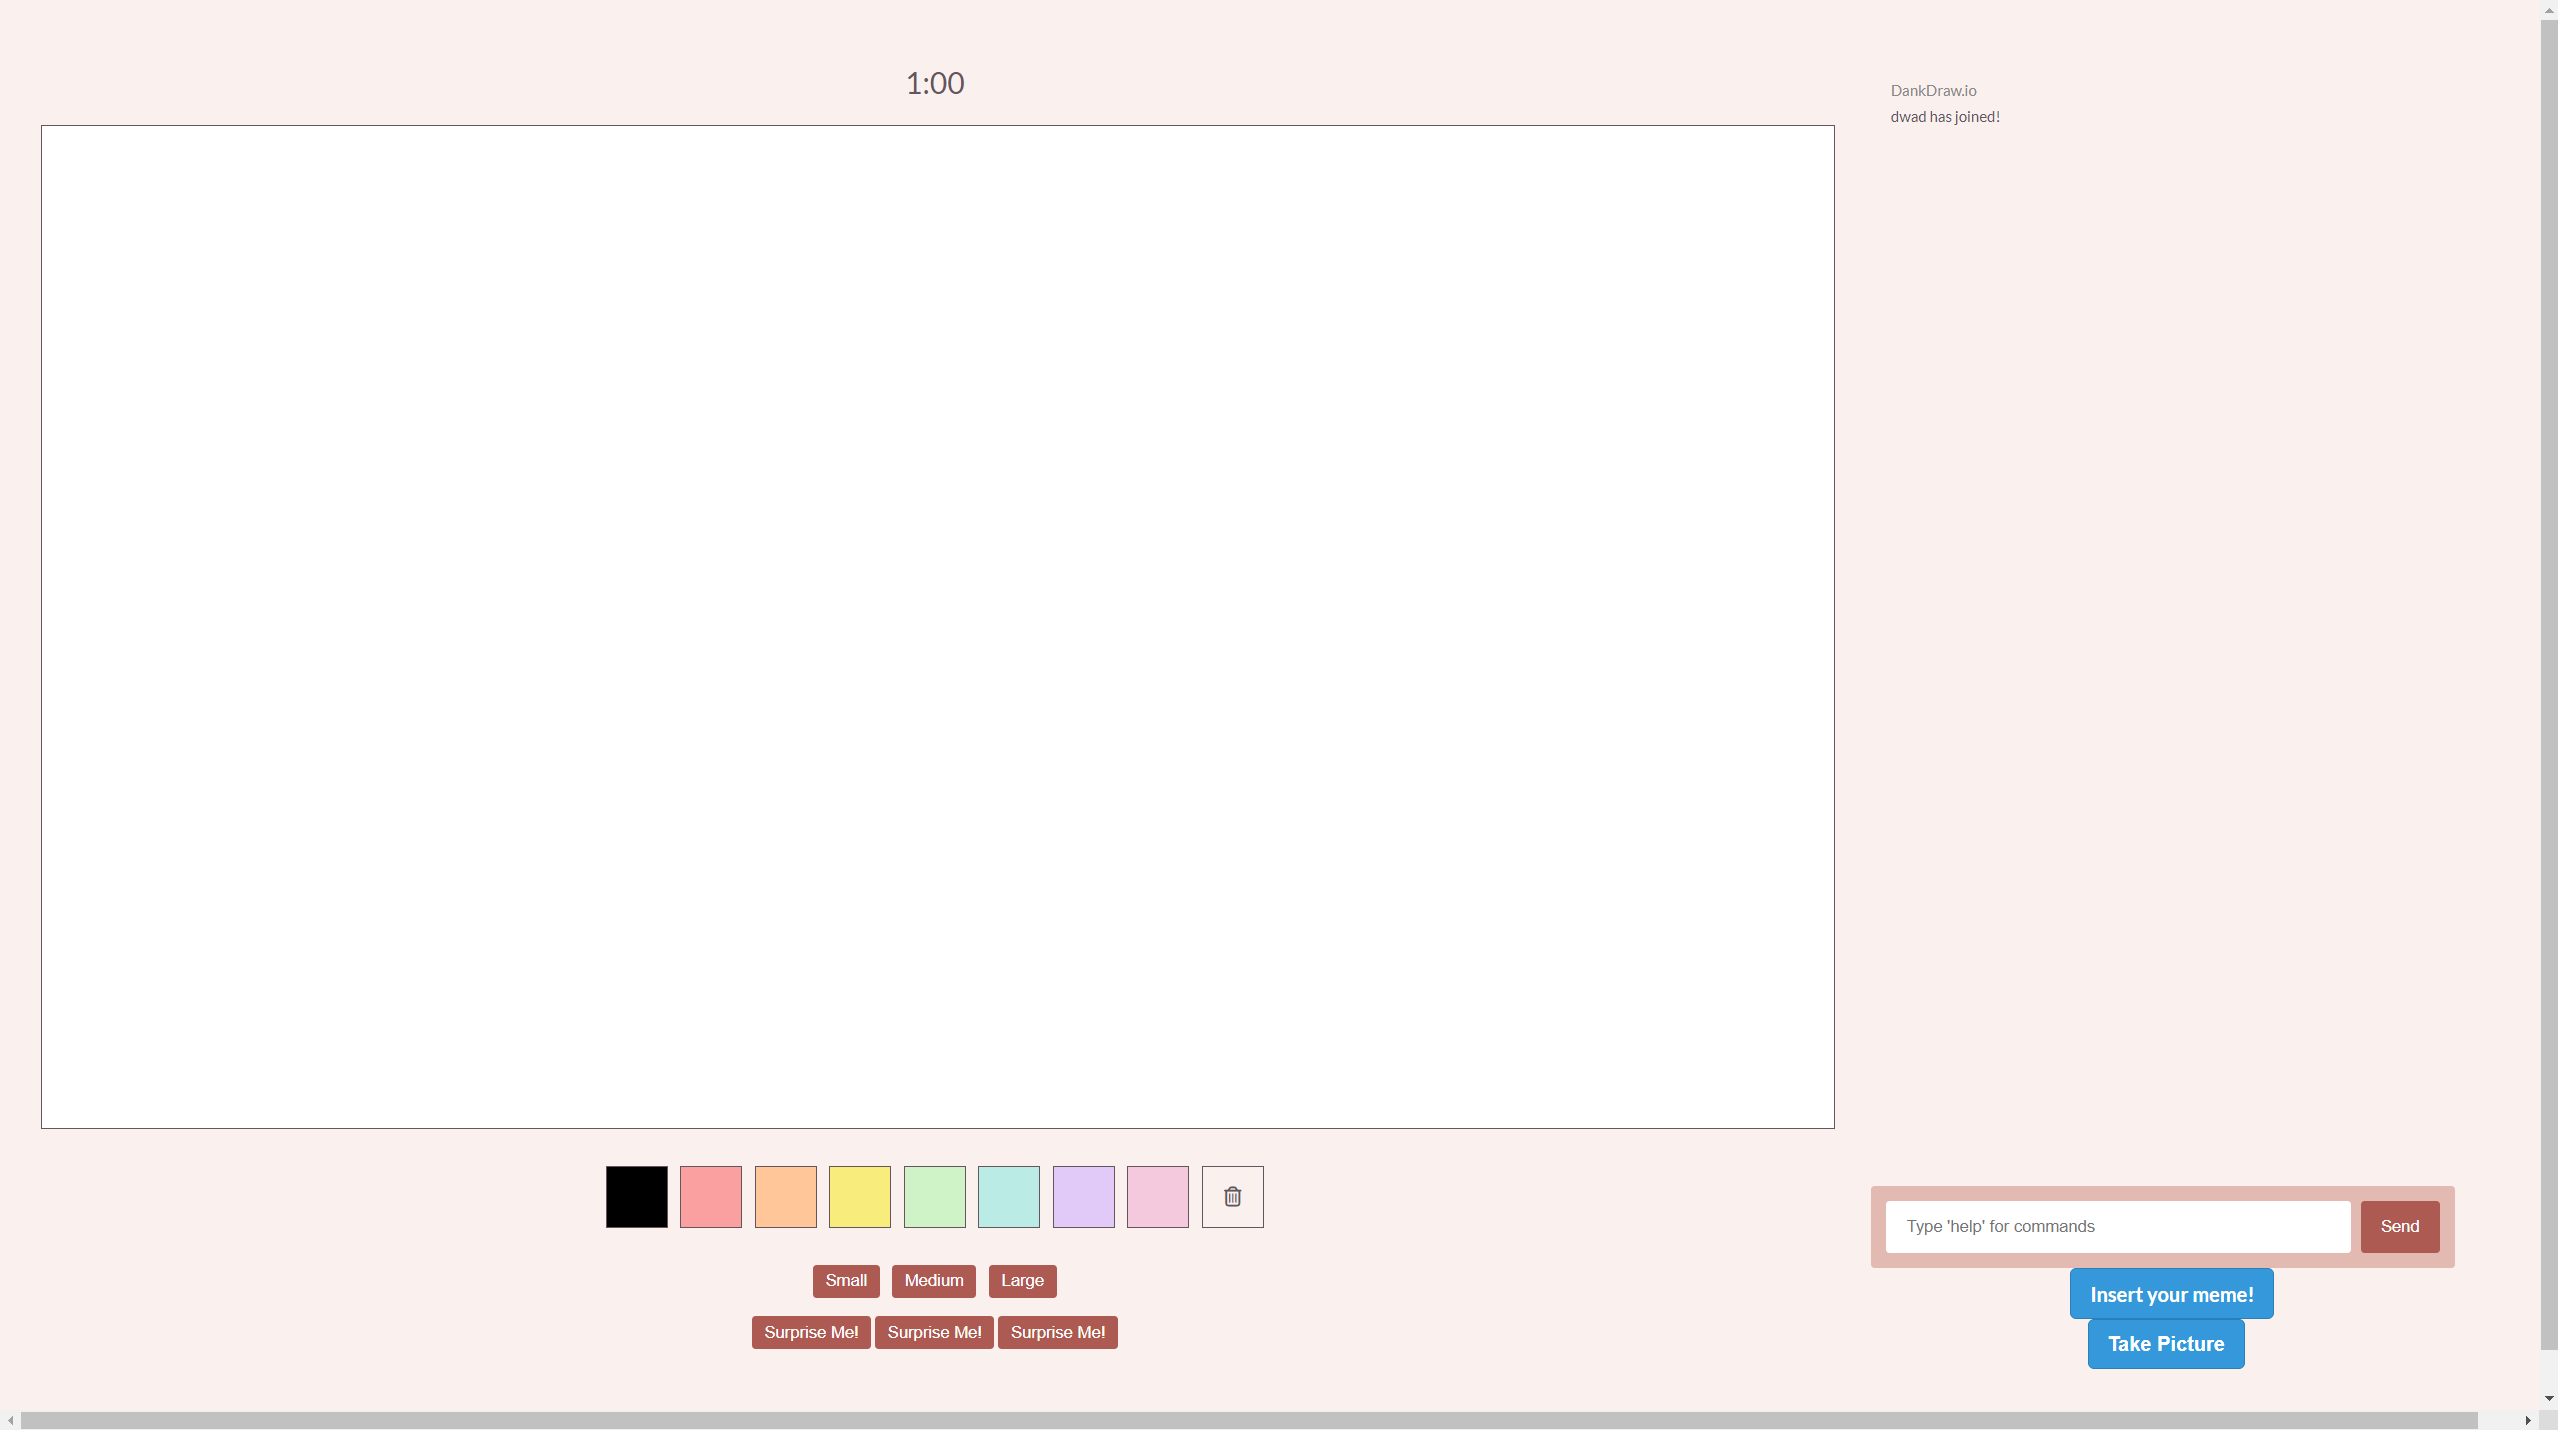 1:00
DankDraw.io
dwad has joined!
Type 'help' for commands
Send
Small Medium Large
Surprise Me! Surprise Me! Surprise Me!
Insert your meme!
Take Picture